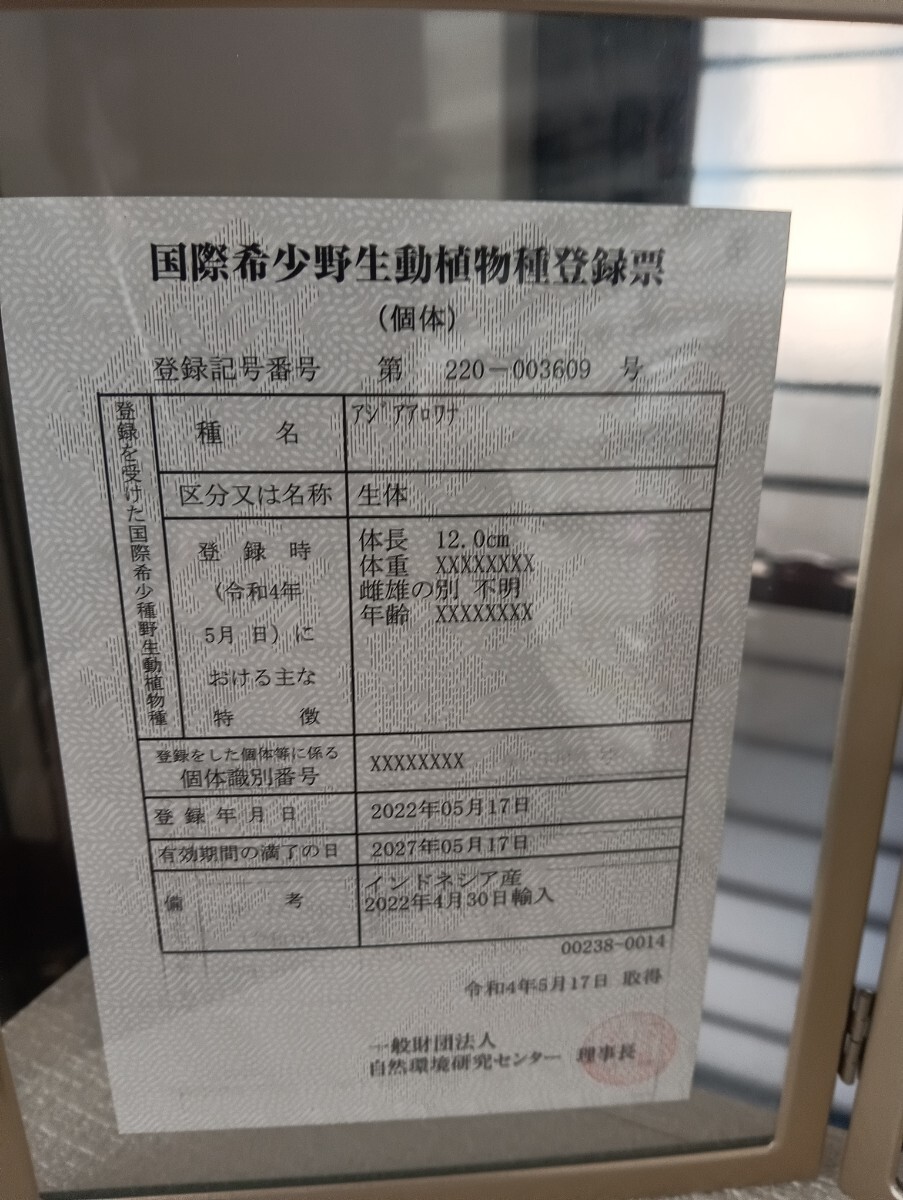 国際希少野生動植物種登録票
(個体)
登録記号番号 第 220-003609 号
登録を受けた国際希少種野生動植物種
種 名 アジアアロワナ
区分又は名称 生体
登 録 時
(令和4年
5月 日)に
おける主な
特 徴
体長 12.0cm
体重 XXXXXXXX
雌雄の別 不明
年齢 XXXXXXXX
登録をした個体等に係る
個体識別番号 XXXXXXXX
登 録 年 月 日 2022年05月17日
有効期間の満了の日 2027年05月17日
備 考
インドネシア産
2022年4月30日輸入
00238-0014
令和4年5月17日 取得
一般財団法人
自然環境研究センター 理事長